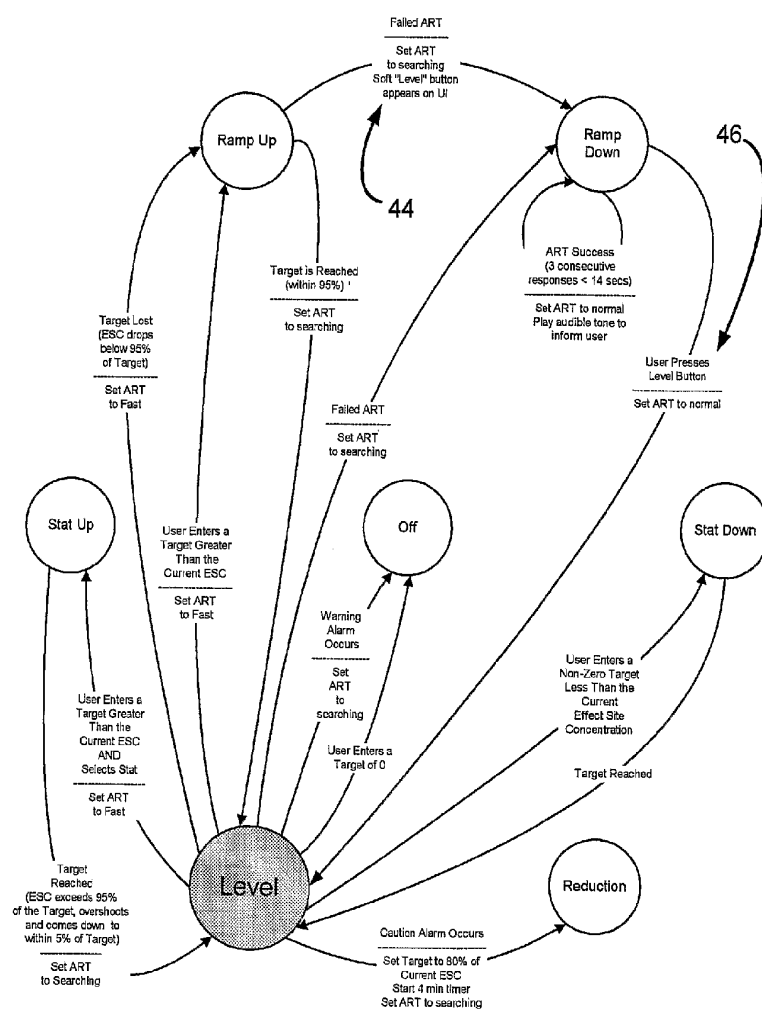 Failed ART
Set ART
to searching
Soft "Level" button
appears on UI
Ramp Up
Ramp
Down
46
44
ART Success
(3 consecutive
responses < 14 secs)
Set ART to normal
Play audible tone to
inform user
Target is Reached
(within 95%)
Set ART
to searching
Target Lost
(ESC drops
below 95%
of Target)
Set ART
to Fast
User Presses
Level Button
Set ART to normal
Failed ART
Set ART
to searching
Stat Up
Off
Stat Down
User Enters a
Target Greater
Than the
Current ESC
Set ART
to Fast
Warning
Alarm
Occurs
Set
ART
to
searching
User Enters a
Non-Zero Target
Less Than the
Current
Effect Site
Concentration
User Enters a
Target Greater
Than the
Current ESC
AND
Selects Stat
Set ART
to Fast
User Enters a
Target of 0
Target Reached
Target
Reached
(ESC exceeds 95%
of the Target, overshoots
and comes down to
within 5% of Target)
Set ART
to Searching
Level
Reduction
Caution Alarm Occurs
Set Target to 80% of
Current ESC
Start 4 min timer
Set ART to searching